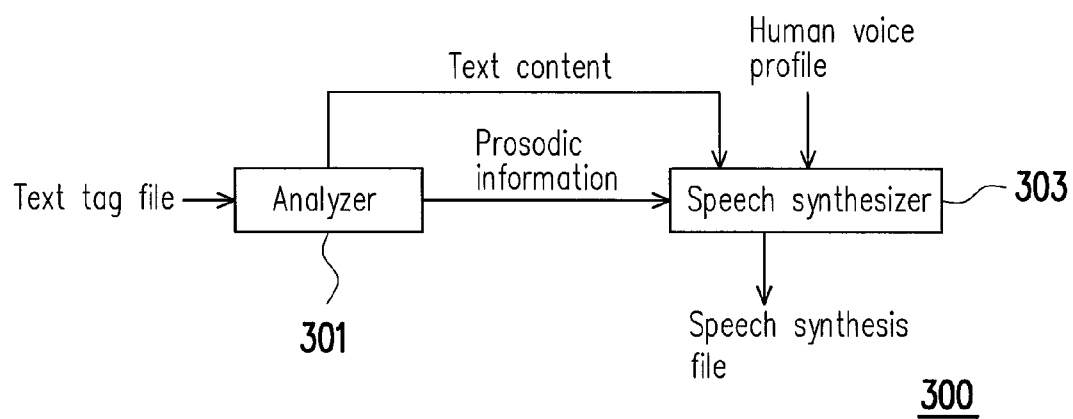 Human voice
profile
Text content
Prosodic
information
Text tag file
Analyzer
Speech synthesizer
303
301
Speech synthesis
file
300